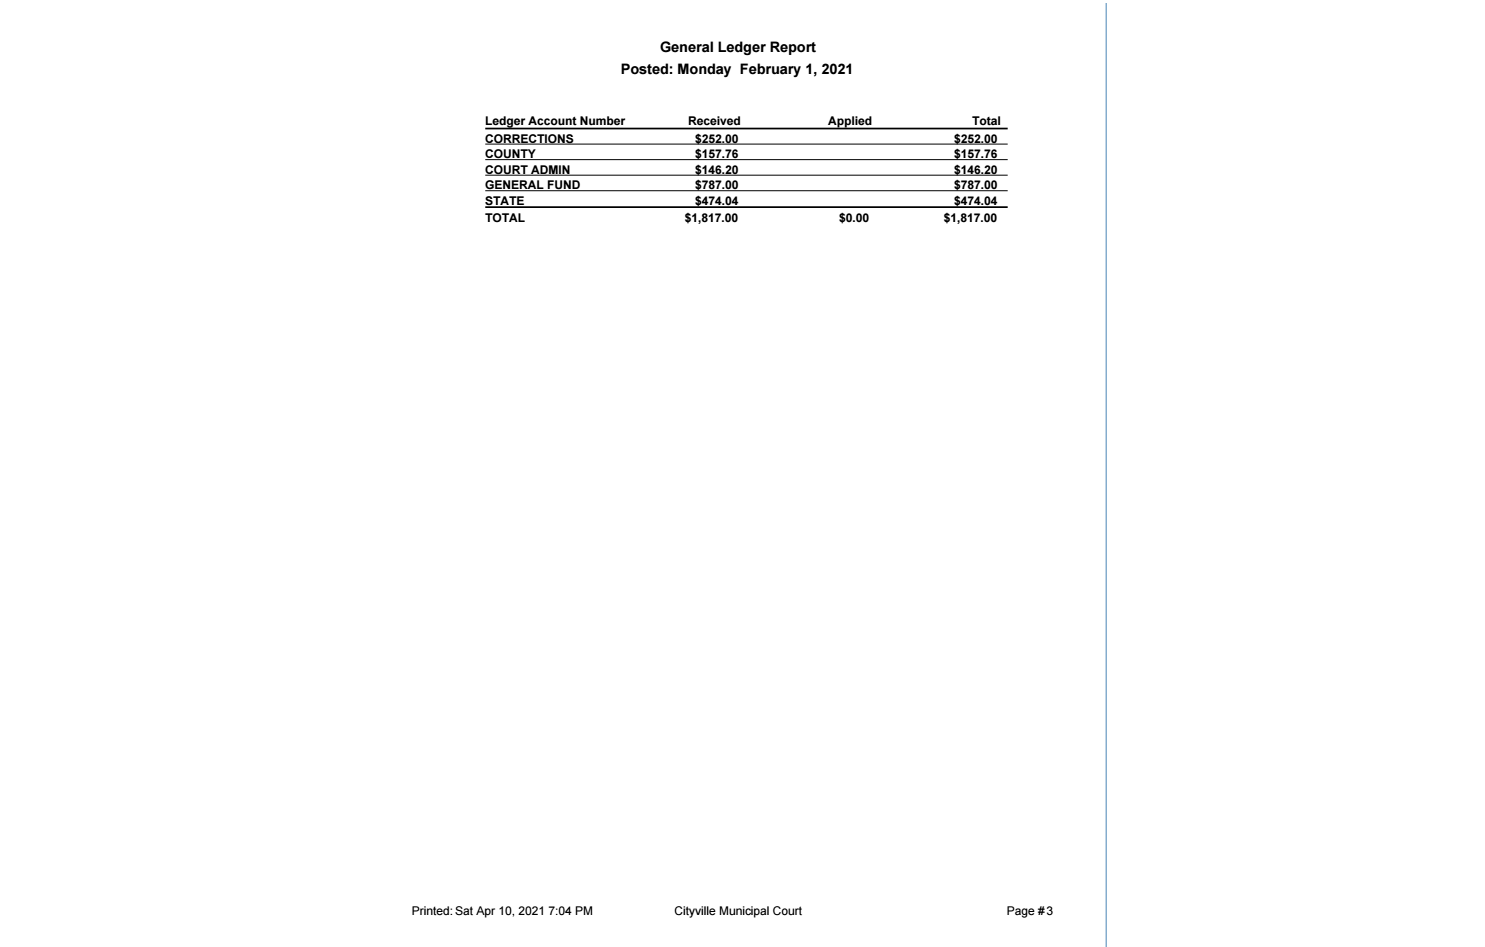 General Ledger Report
Posted: Monday  February 1, 2021
Ledger Account Number Received Applied Total
CORRECTIONS $252.00 $252.00
COUNTY $157.76 $157.76
COURT ADMIN $146.20 $146.20
GENERAL FUND $787.00 $787.00
STATE $474.04 $474.04
TOTAL $1,817.00 $0.00 $1,817.00
Printed: Sat Apr 10, 2021 7:04 PM Cityville Municipal Court Page #3